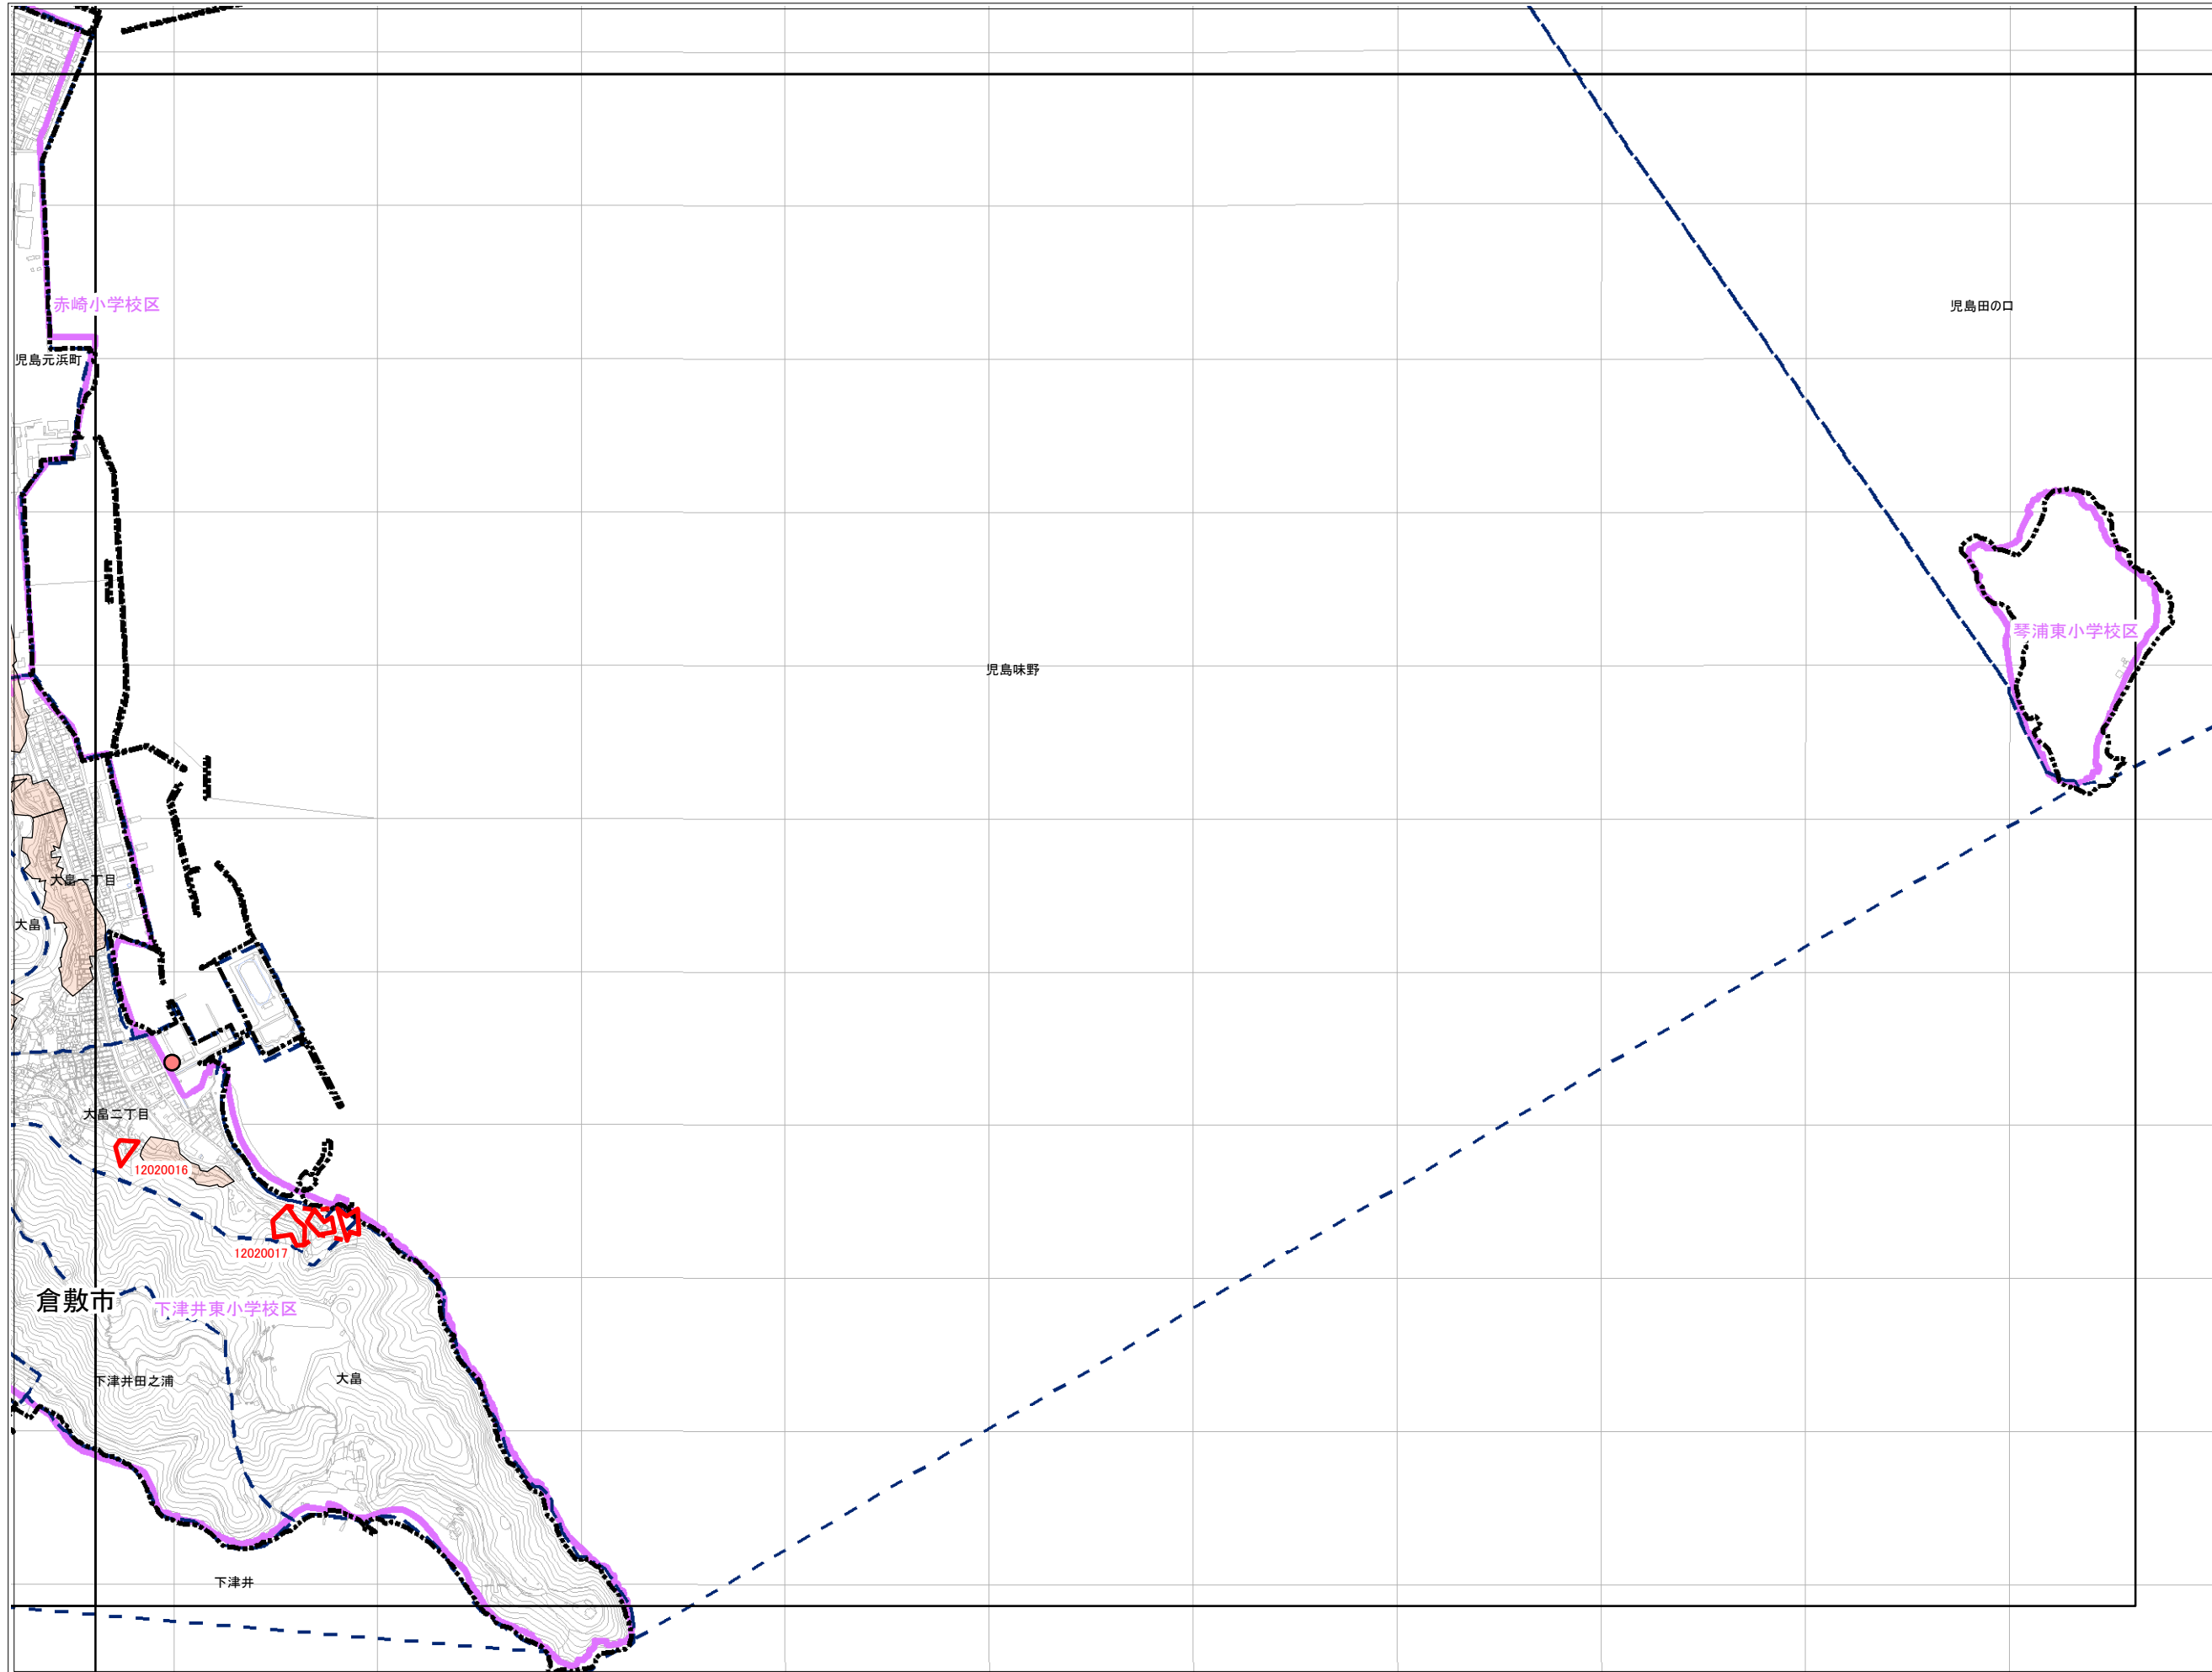 赤崎小学校区
児島田の口
児島元浜町
琴浦東小学校区
児島味野
大畠一丁目
大畠
大畠二丁目
12020016
12020017
倉敷市
下津井東小学校区
下津井田之浦
大畠
下津井